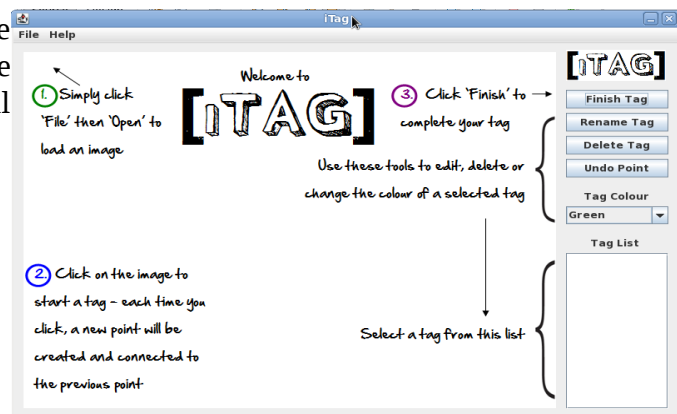 e
e
l
iTag
File Help
Welcome to
[iTAG]
1. Simply click
'File' then 'Open' to
load an image
3. Click 'Finish' to
complete your tag
Use these tools to edit, delete or
change the colour of a selected tag
2. Click on the image to
start a tag - each time you
click, a new point will be
created and connected to
the previous point
Select a tag from this list
[iTAG]
Finish Tag
Rename Tag
Delete Tag
Undo Point
Tag Colour
Green
Tag List